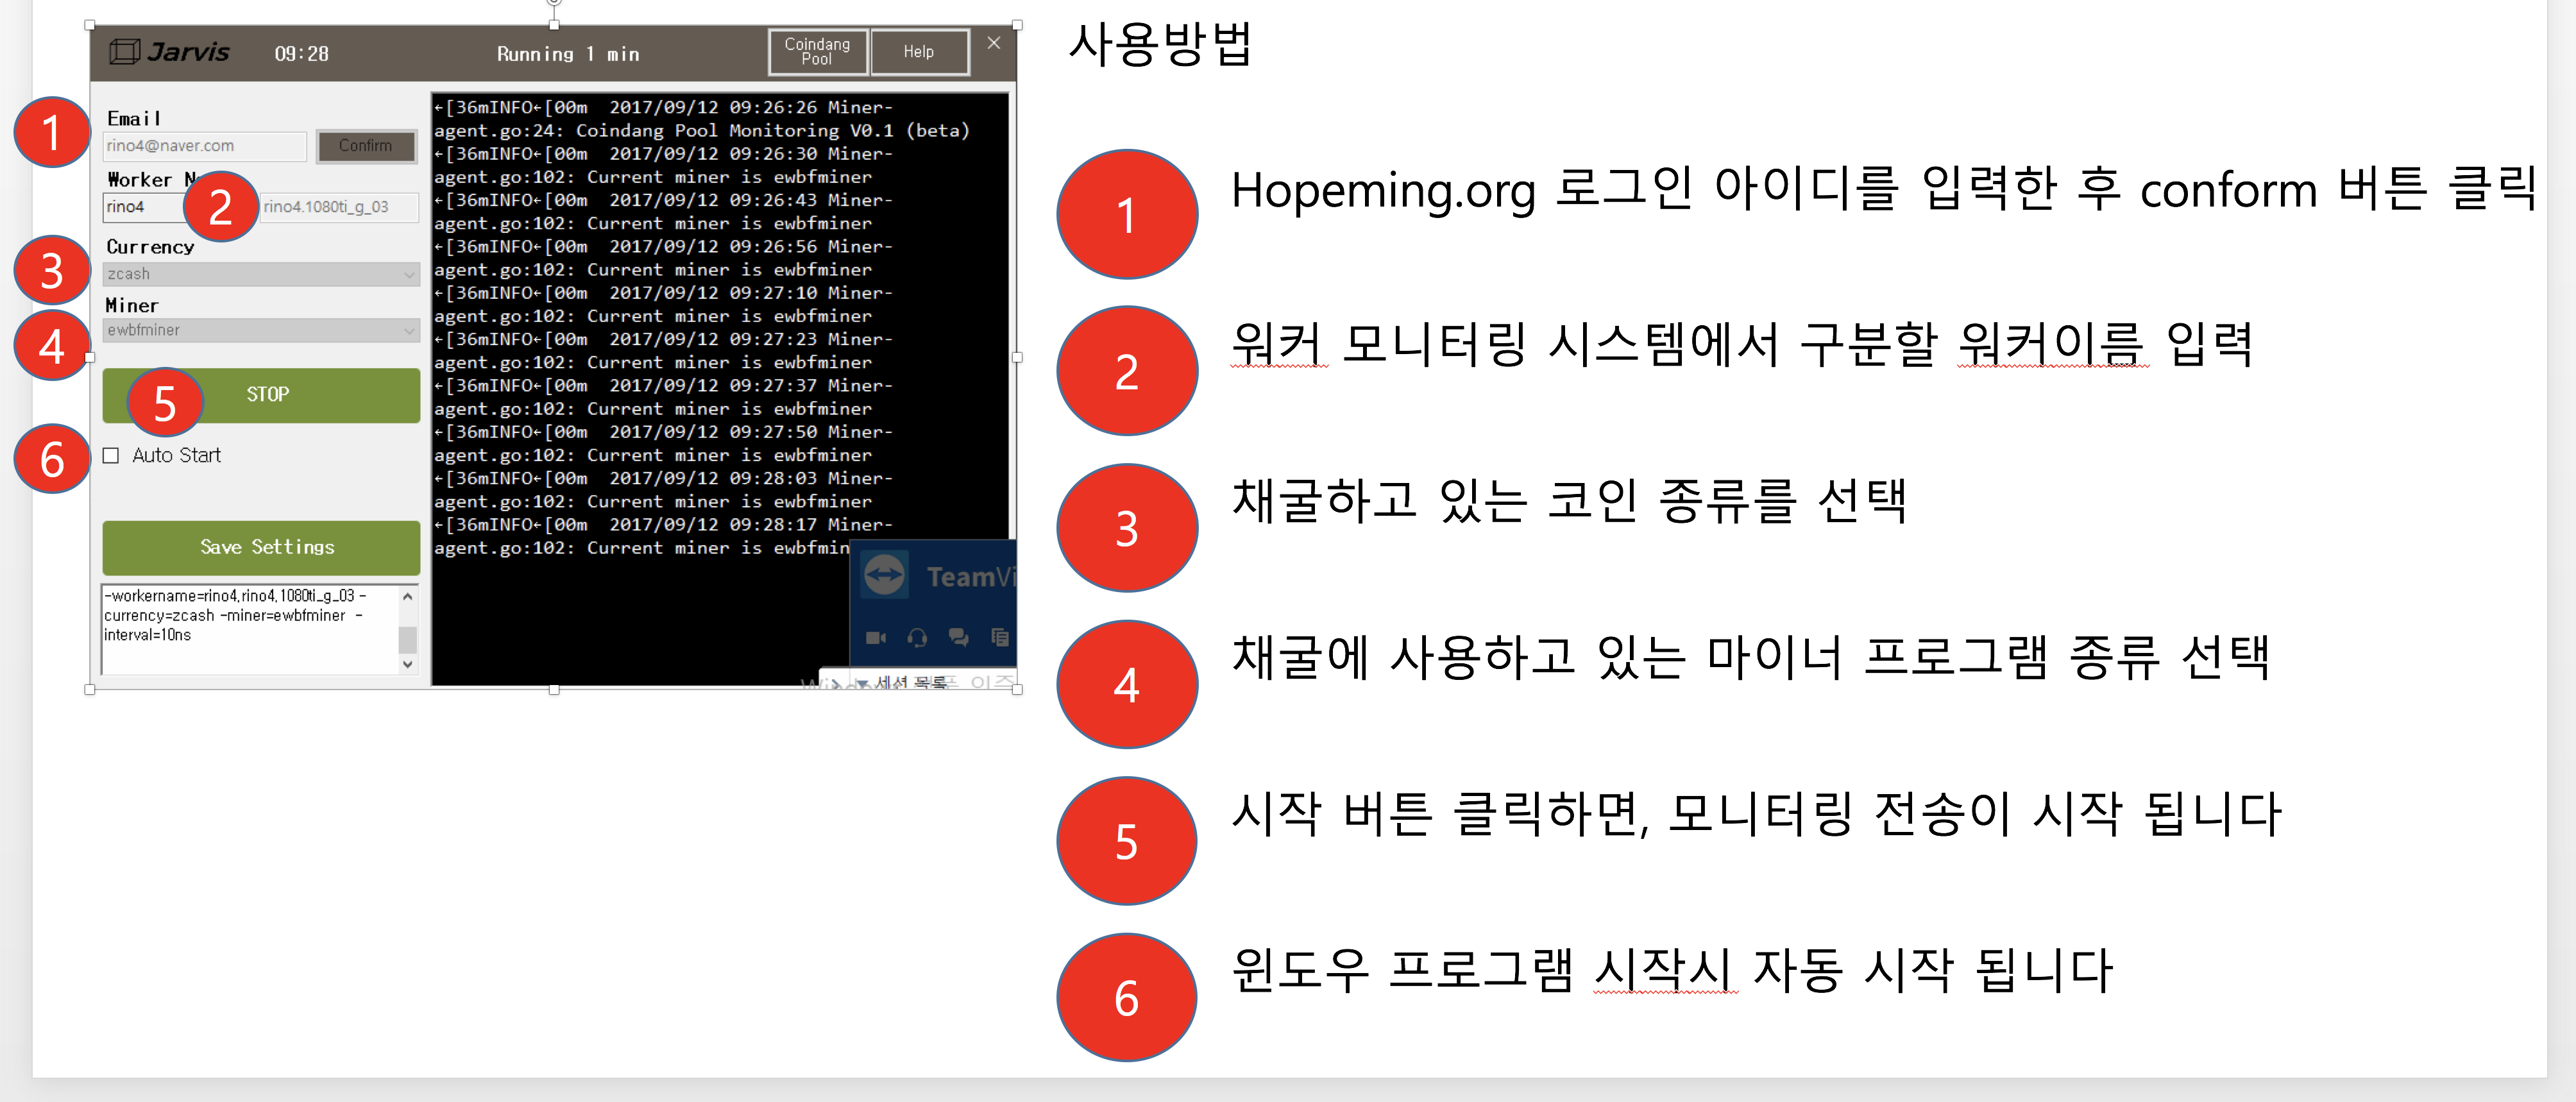 Jarvis
09:28
Running 1 min
Coindang
Pool
Help
1
Email
rino4@naver.com
Confirm
Worker N
2
rino4
rino4.1080ti_g_03
3
Currency
zcash
4
Miner
ewbfminer
5
STOP
6
Auto Start
Save Settings
-workername=rino4,rino4,1080ti_g_03 -
currency=zcash -miner=ewbfminer -
interval=10ns
←[36mINFO←[00m 2017/09/12 09:26:26 Miner-
agent.go:24: Coindang Pool Monitoring V0.1 (beta)
←[36mINFO←[00m 2017/09/12 09:26:30 Miner-
agent.go:102: Current miner is ewbfminer
←[36mINFO←[00m 2017/09/12 09:26:43 Miner-
agent.go:102: Current miner is ewbfminer
←[36mINFO←[00m 2017/09/12 09:26:56 Miner-
agent.go:102: Current miner is ewbfminer
←[36mINFO←[00m 2017/09/12 09:27:10 Miner-
agent.go:102: Current miner is ewbfminer
←[36mINFO←[00m 2017/09/12 09:27:23 Miner-
agent.go:102: Current miner is ewbfminer
←[36mINFO←[00m 2017/09/12 09:27:37 Miner-
agent.go:102: Current miner is ewbfminer
←[36mINFO←[00m 2017/09/12 09:27:50 Miner-
agent.go:102: Current miner is ewbfminer
←[36mINFO←[00m 2017/09/12 09:28:03 Miner-
agent.go:102: Current miner is ewbfminer
←[36mINFO←[00m 2017/09/12 09:28:17 Miner-
agent.go:102: Current miner is ewbfmin
TeamVi
세션 목록
사용방법
1 Hopeming.org 로그인 아이디를 입력한 후 conform 버튼 클릭
2 워커 모니터링 시스템에서 구분할 워커이름 입력
3 채굴하고 있는 코인 종류를 선택
4 채굴에 사용하고 있는 마이너 프로그램 종류 선택
5 시작 버튼 클릭하면, 모니터링 전송이 시작 됩니다
6 윈도우 프로그램 시작시 자동 시작 됩니다